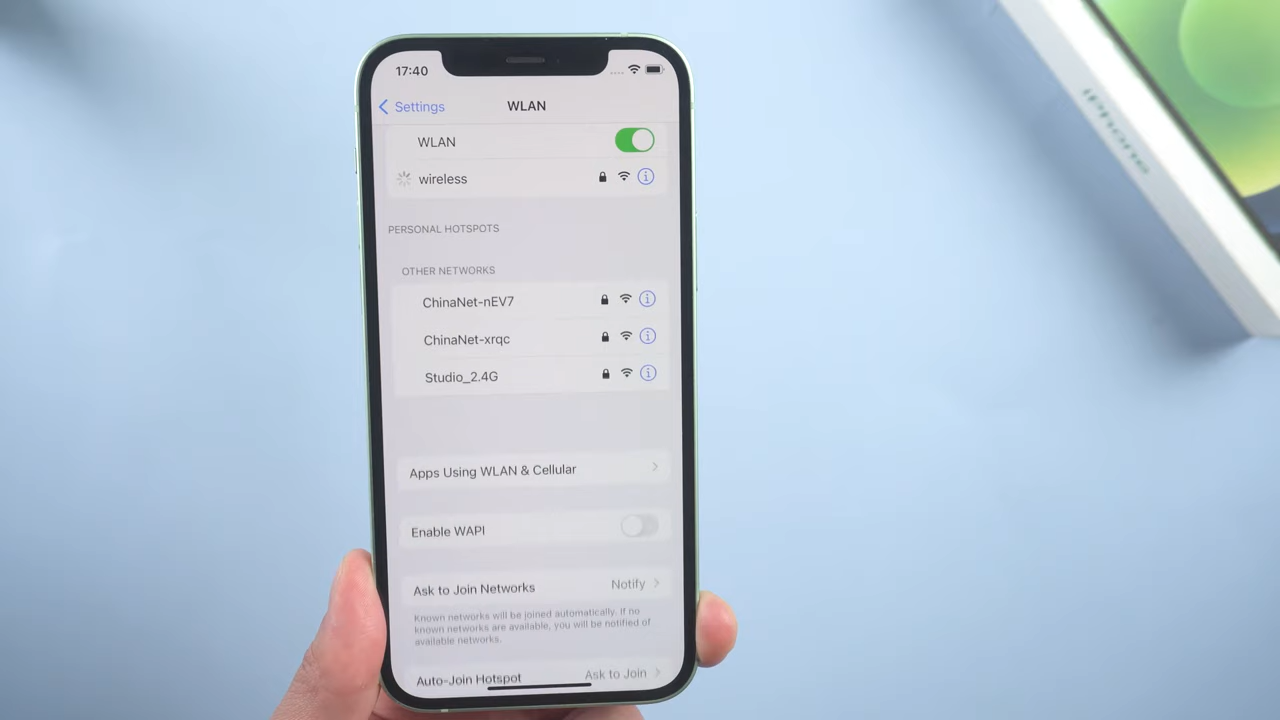 17:40
Settings
WLAN
WLAN
wireless
PERSONAL HOTSPOTS
OTHER NETWORKS
ChinaNet-nEV7
ChinaNet-xrqc
Studio_2.4G
Apps Using WLAN & Cellular
Enable WAPI
Ask to Join Networks Notify
Known networks will be joined automatically. If no
known networks are available, you will be notified of
available networks.
Auto-Join Hotspot Ask to Join
iPhone